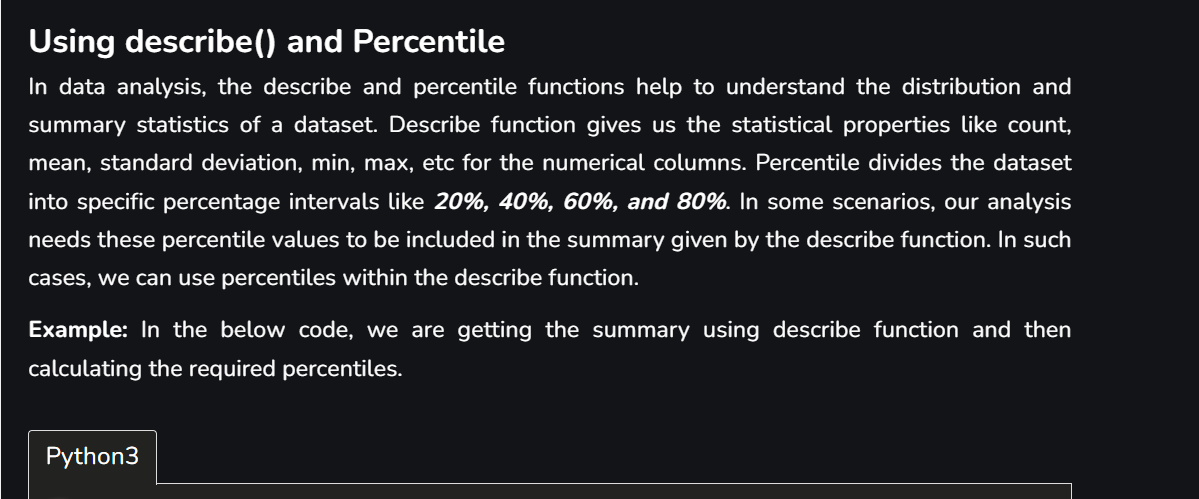 Using describe() and Percentile
In data analysis, the describe and percentile functions help to understand the distribution and
summary statistics of a dataset. Describe function gives us the statistical properties like count,
mean, standard deviation, min, max, etc for the numerical columns. Percentile divides the dataset
into specific percentage intervals like 20%, 40%, 60%, and 80%. In some scenarios, our analysis
needs these percentile values to be included in the summary given by the describe function. In such
cases, we can use percentiles within the describe function.
Example: In the below code, we are getting the summary using describe function and then
calculating the required percentiles.
Python3